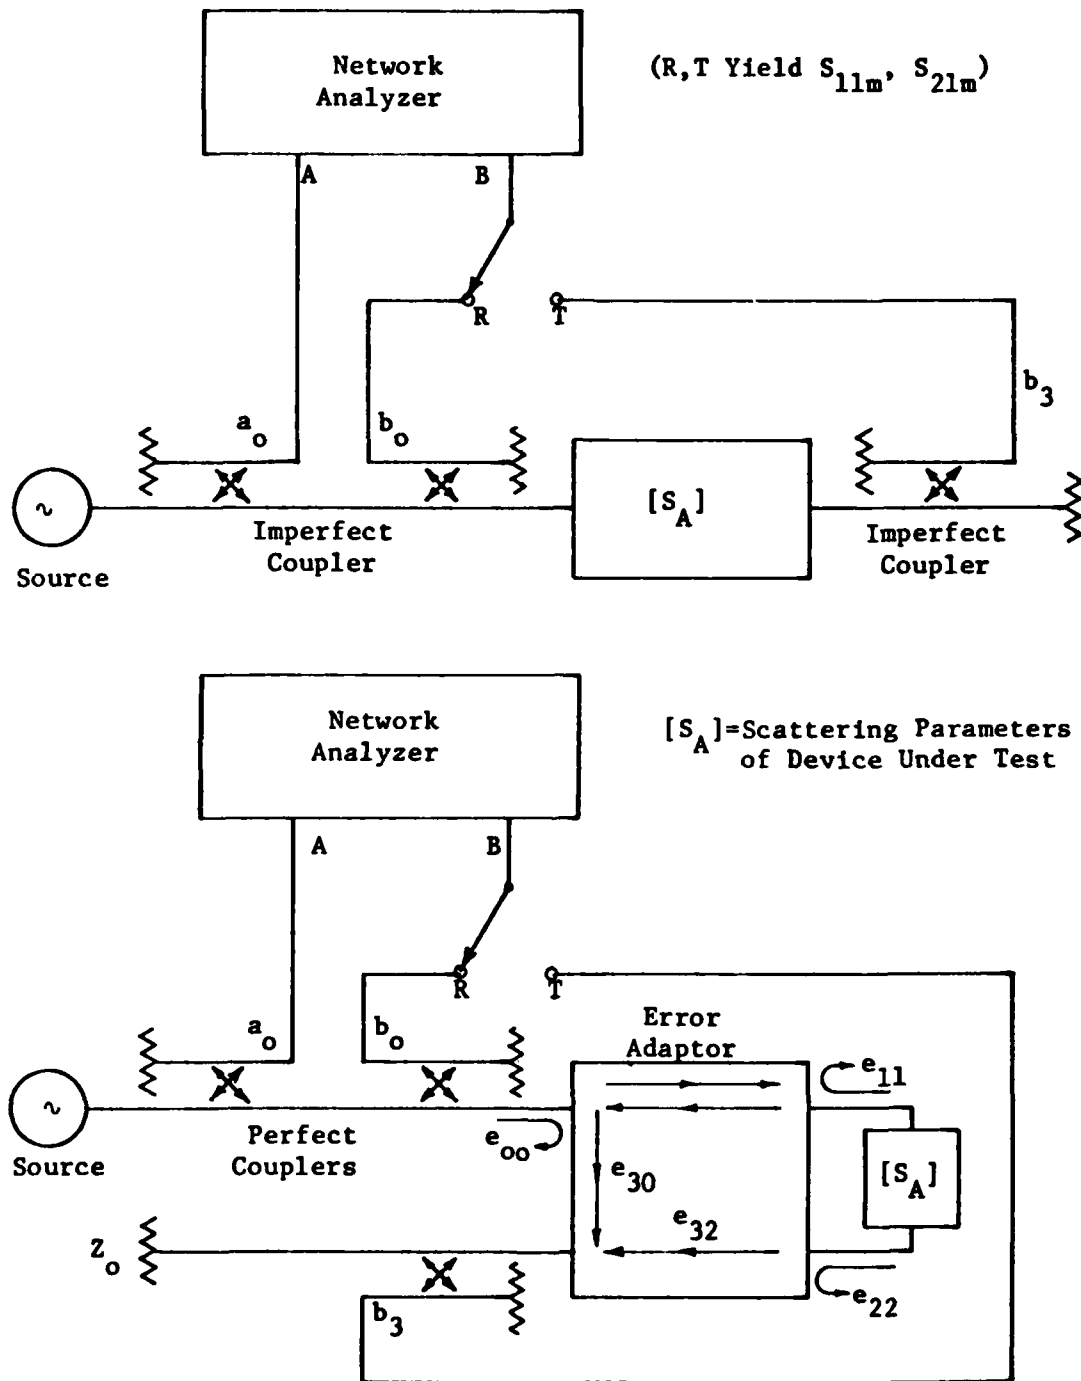 Network
Analyzer
(R,T Yield S11m, S21m)
A
B
R
T
b3
ao
bo
[SA]
~
Imperfect
Coupler
Imperfect
Coupler
Source
Network
Analyzer
[SA]=Scattering Parameters
of Device Under Test
A
B
R
T
Error
Adaptor
ao
bo
e11
~
Perfect
Couplers
eoo
Source
e30
[SA]
e32
Zo
e22
b3